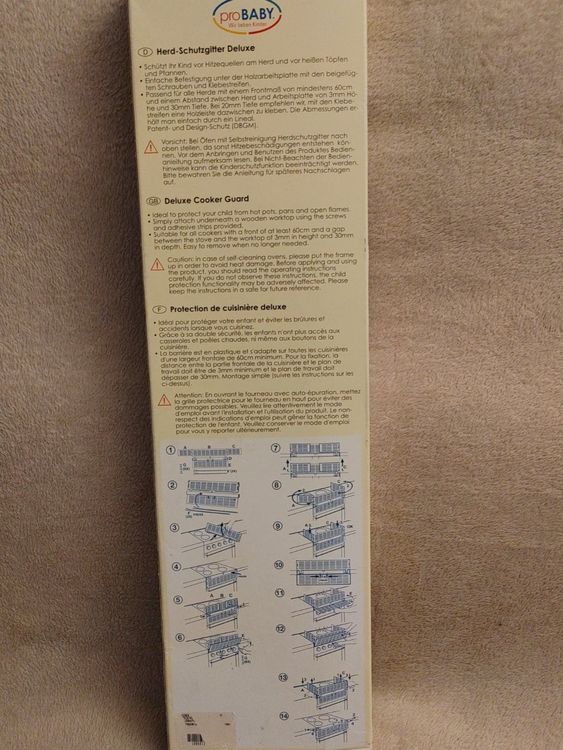 proBABY.
Wir lieben Kinder
D Herd-Schutzgitter Deluxe
• Schützt Ihr Kind vor Hitzequellen am Herd und vor heißen Töpfen
und Pfannen.
• Einfache Befestigung unter der Holzarbeitsplatte mit den beigefüg-
ten Schrauben und Klebestreifen.
• Passend für alle Herde mit einem Frontmaß von mindestens 60cm
und einem Abstand zwischen Herd und Arbeitsplatte von 3mm Hö-
he und 30mm Tiefe. Bei 20mm Tiefe empfehlen wir, mit den Klebe-
streifen eine Holzleiste dazwischen zu kleben. Die Abmessungen er-
hält man einfach durch ein Lineal.
Patent- und Design-Schutz (DBGM).
Vorsicht: Bei Öfen mit Selbstreinigung Herdschutzgitter nach
oben stellen, da sonst Hitzebeschädigungen entstehen kön-
nen. Vor dem Anbringen und Benutzen des Produktes Bedien-
anleitung aufmerksam lesen. Bei Nicht-Beachten der Bedien-
hinweise kann die Kinderschutzfunktion beeinträchtigt werden.
Bitte bewahren Sie die Anleitung für späteres Nachschlagen
auf.
GB Deluxe Cooker Guard
• Ideal to protect your child from hot pots, pans and open flames.
• Simply attach underneath a wooden worktop using the screws
and adhesive strips provided.
• Suitable for all cookers with a front of at least 60cm and a gap
between the stove and the worktop of 3mm in height and 30mm
in depth. Easy to remove when no longer needed.
Caution: in case of self-cleaning ovens, please put the frame
up in order to avoid heat damage. Before applying and using
the product, you should read the operating instructions
carefully. If you do not observe these instructions, the child
protection functionality may be adversely affected. Please
keep the instructions in a safe for future reference.
F Protection de cuisinière deluxe
• Idéal pour protéger votre enfant et éviter les brûlures et
accidents lorsque vous cuisinez.
• Grâce à sa double sécurité, les enfants n'ont plus accès aux
casseroles et poêles chaudes, ni même aux boutons de la
cuisinière.
• La barrière est en plastique et s'adapte sur toutes les cuisinières
d'une largeur frontale de 60cm minimum. Pour la fixation, la
distance entre la partie frontale de la cuisinière et le plan de
travail doit être de 3mm minimum et le plan de travail doit
dépasser de 30mm. Montage simple (suivre les instructions sur les
ci-dessous).
Attention: En ouvrant le fourneau avec auto-épuration, mettez
la grille protectrice pour le fourneau en haut pour éviter des
dommages possibles. Veuillez lire attentivement le mode
d'emploi avant l'installation et l'utilisation du produit. Le non
respect des indications d'emploi peut gêner la fonction de
protection de l'enfant. Veuillez conserver le mode d'emploi
pour vous y reporter ultérieurement.
1
A B C
2
3
4
5
A B C
6
7
8
9
10
11
12
13
14